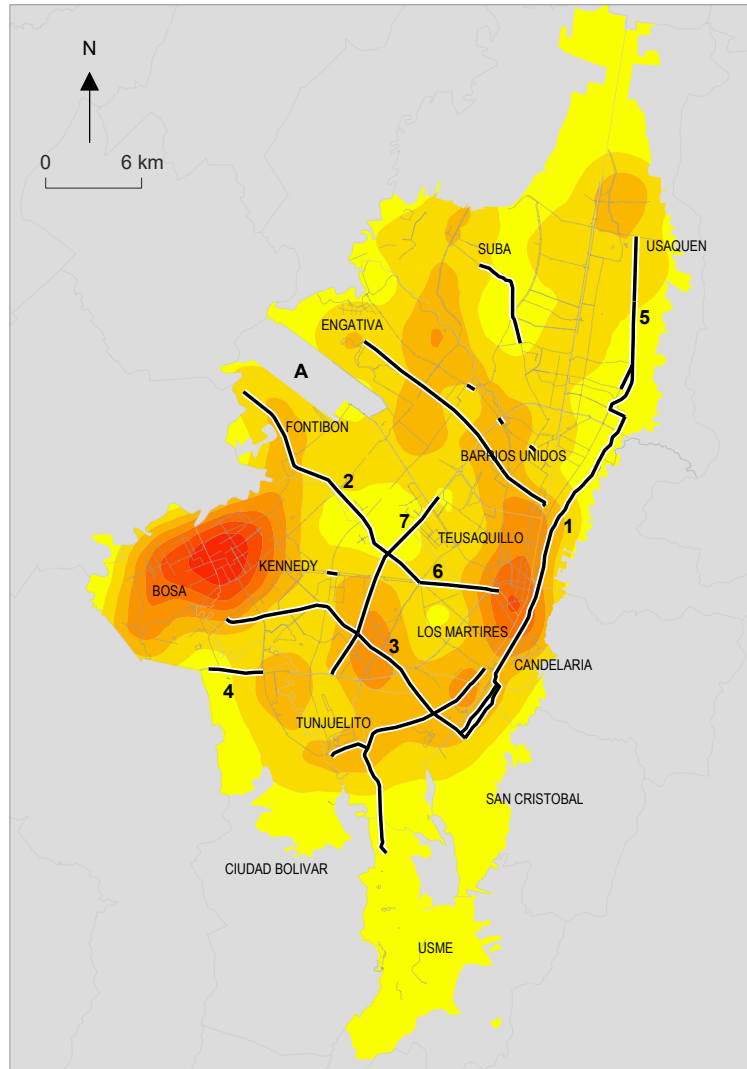 N
0 6 km
SUBA
USAQUEN
5
ENGATIVA
A
FONTIBON
BARRIOS UNIDOS
2
7
1
TEUSAQUILLO
KENNEDY
6
BOSA
LOS MARTIRES
3
CANDELARIA
4
TUNJUELITO
SAN CRISTOBAL
CIUDAD BOLIVAR
USME